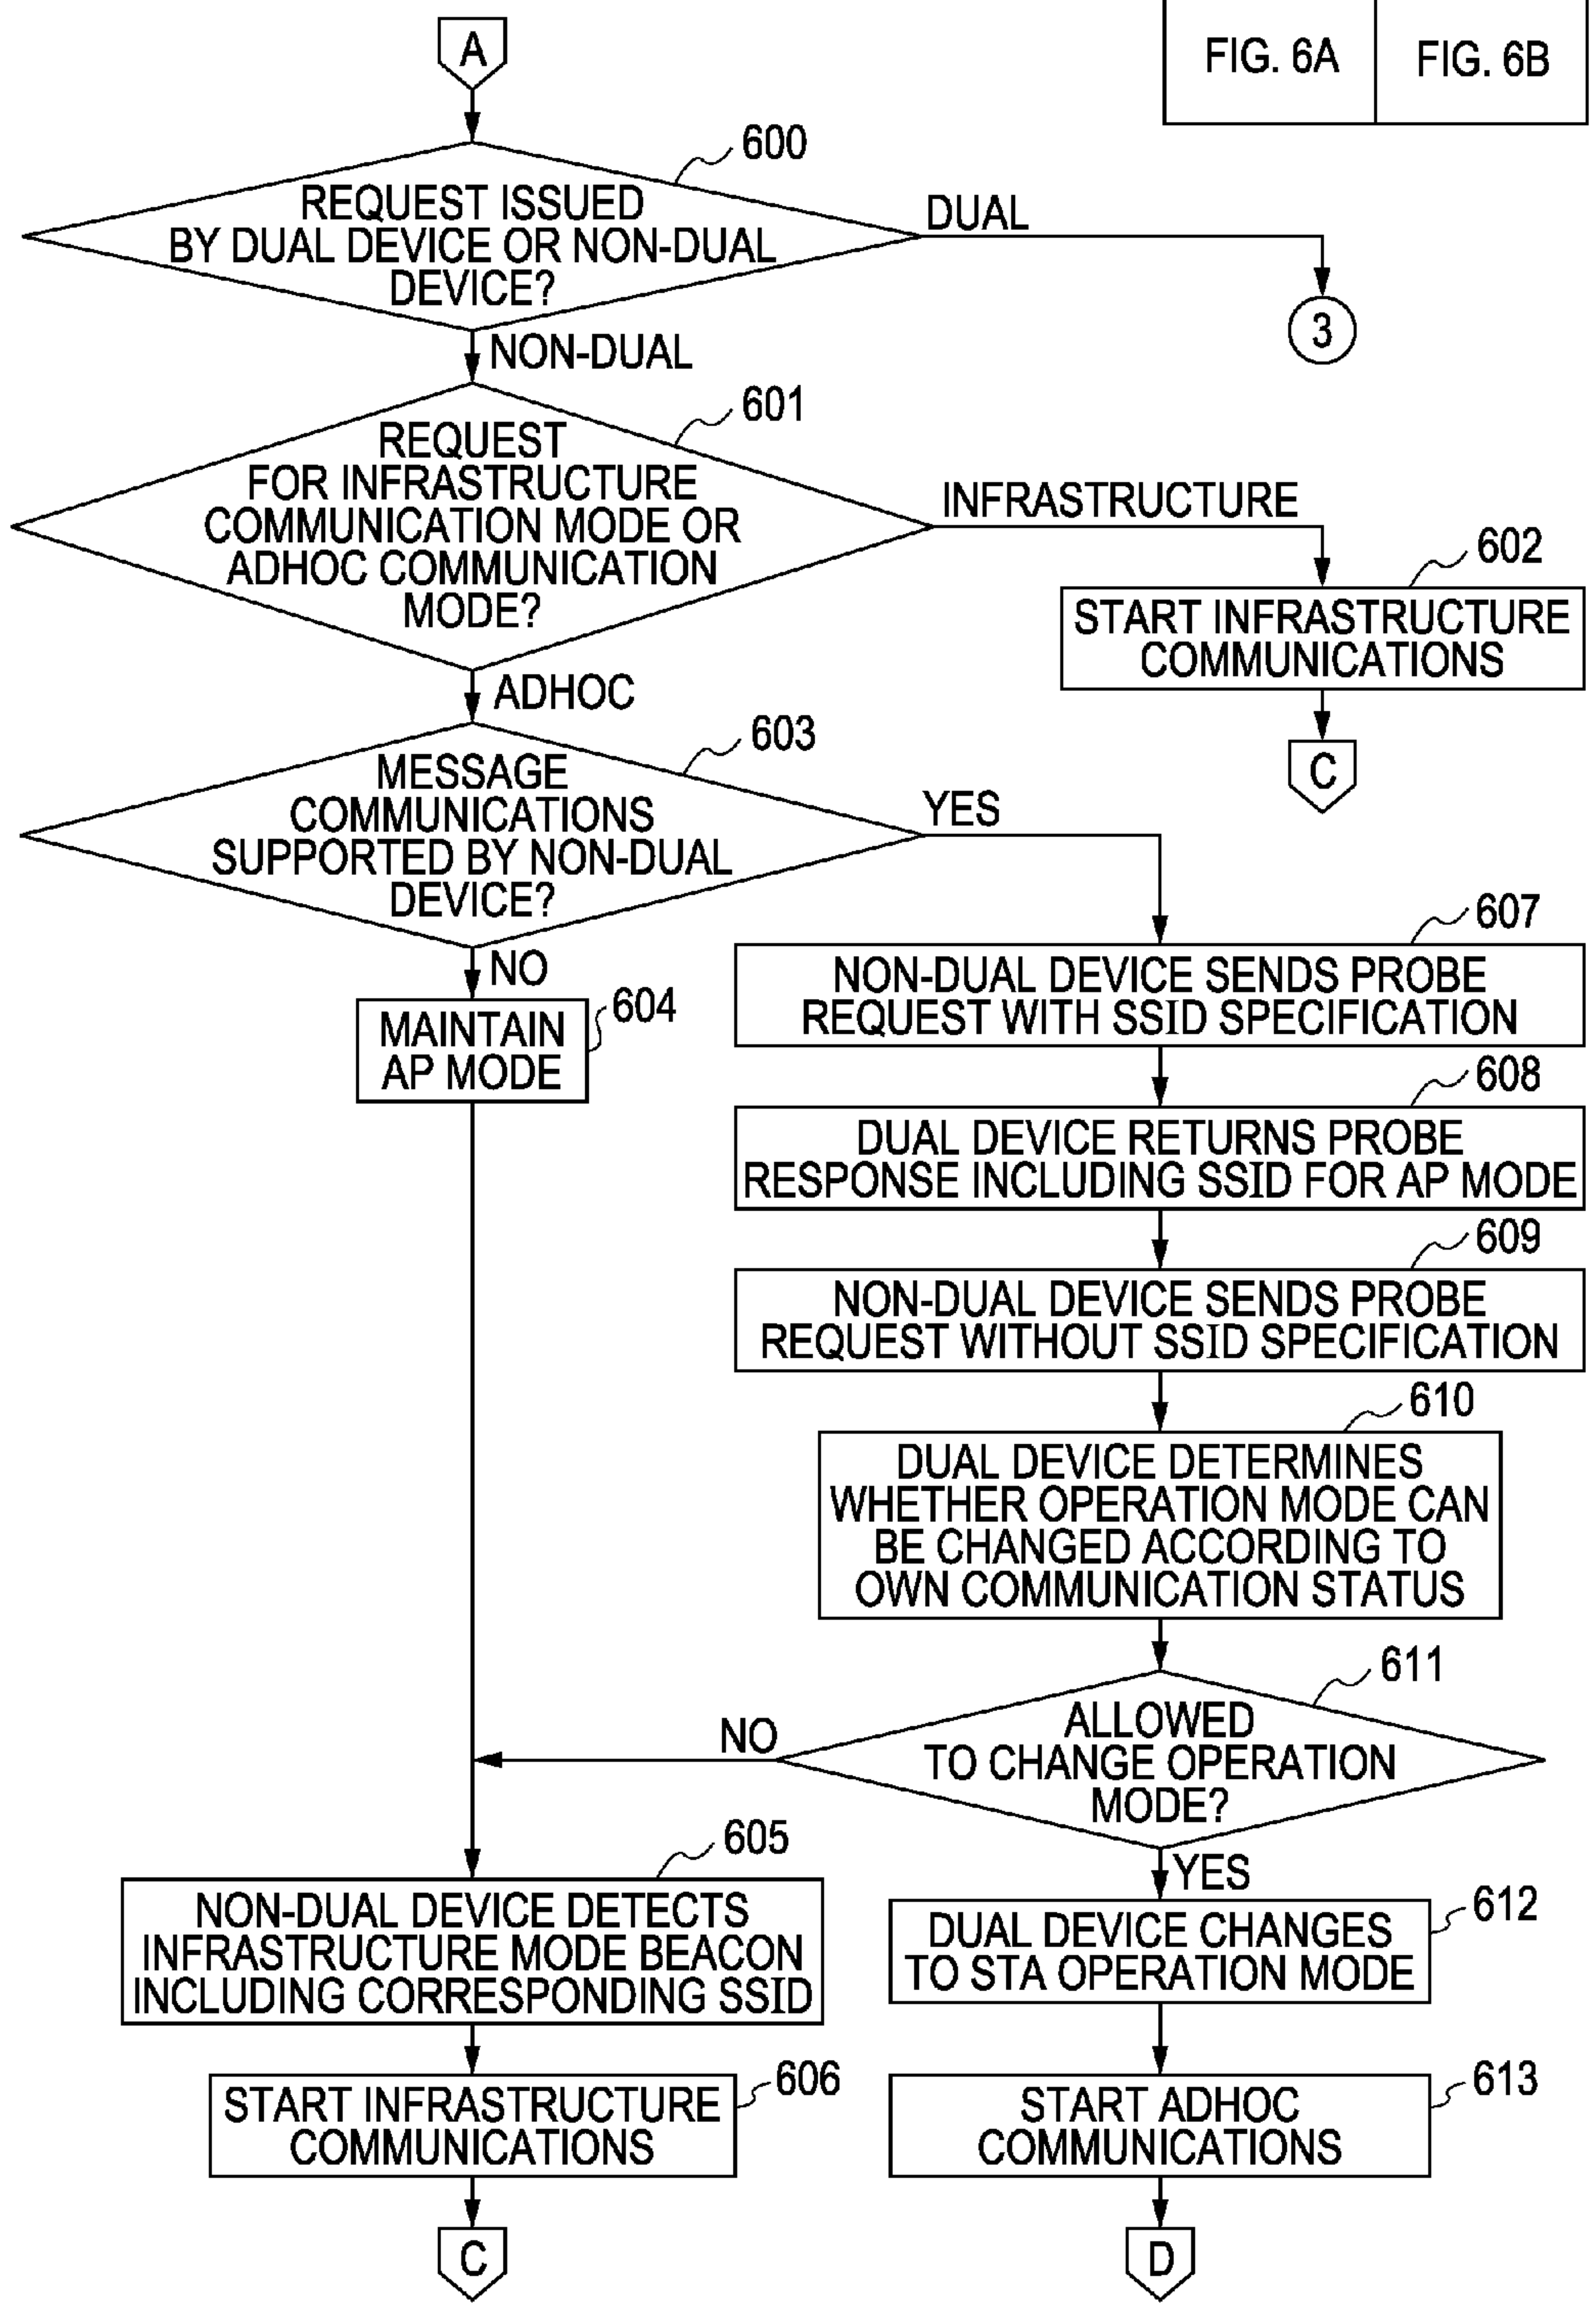 FIG. 6A
FIG. 6B
A
600
REQUEST ISSUED
BY DUAL DEVICE OR NON-DUAL
DEVICE?
DUAL
3
NON-DUAL
601
REQUEST
FOR INFRASTRUCTURE
COMMUNICATION MODE OR
ADHOC COMMUNICATION
MODE?
INFRASTRUCTURE
602
START INFRASTRUCTURE
COMMUNICATIONS
C
ADHOC
603
MESSAGE
COMMUNICATIONS
SUPPORTED BY NON-DUAL
DEVICE?
YES
NO
604
MAINTAIN
AP MODE
607
NON-DUAL DEVICE SENDS PROBE
REQUEST WITH SSID SPECIFICATION
608
DUAL DEVICE RETURNS PROBE
RESPONSE INCLUDING SSID FOR AP MODE
609
NON-DUAL DEVICE SENDS PROBE
REQUEST WITHOUT SSID SPECIFICATION
610
DUAL DEVICE DETERMINES
WHETHER OPERATION MODE CAN
BE CHANGED ACCORDING TO
OWN COMMUNICATION STATUS
611
ALLOWED
TO CHANGE OPERATION
MODE?
NO
YES
605
NON-DUAL DEVICE DETECTS
INFRASTRUCTURE MODE BEACON
INCLUDING CORRESPONDING SSID
606
START INFRASTRUCTURE
COMMUNICATIONS
C
612
DUAL DEVICE CHANGES
TO STA OPERATION MODE
613
START ADHOC
COMMUNICATIONS
D